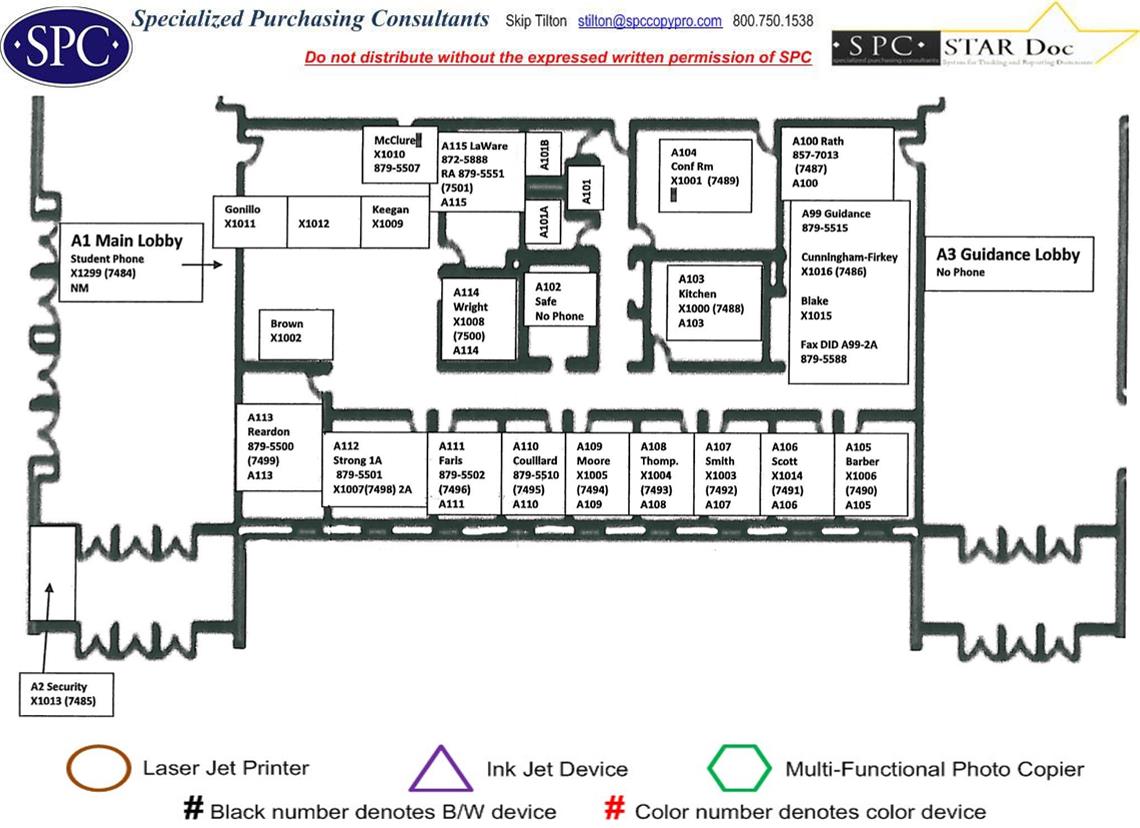 SPC
Specialized Purchasing Consultants Skip Tilton stilton@spccopypro.com 800.750.1538
Do not distribute without the expressed written permission of SPC
· S P C · STAR Doc
specialized purchasing consultants System for Tracking and Reporting Documents
McClure
X1010
879-5507
A115 LaWare
872-5888
RA 879-5551
(7501)
A115
A101B
A101
A101A
A104
Conf Rm
X1001 (7489)
A100 Rath
857-7013
(7487)
A100
Gonillo
X1011
X1012
Keegan
X1009
A99 Guidance
879-5515
Cunningham-Firkey
X1016 (7486)
Blake
X1015
Fax DID A99-2A
879-5588
A1 Main Lobby
Student Phone
X1299 (7484)
NM
A3 Guidance Lobby
No Phone
A114
Wright
X1008
(7500)
A114
A102
Safe
No Phone
A103
Kitchen
X1000 (7488)
A103
Brown
X1002
A113
Reardon
879-5500
(7499)
A113
A112
Strong 1A
879-5501
X1007(7498) 2A
A111
Faris
879-5502
(7496)
A111
A110
Couillard
879-5510
(7495)
A110
A109
Moore
X1005
(7494)
A109
A108
Thomp.
X1004
(7493)
A108
A107
Smith
X1003
(7492)
A107
A106
Scott
X1014
(7491)
A106
A105
Barber
X1006
(7490)
A105
A2 Security
X1013 (7485)
Laser Jet Printer
Ink Jet Device
Multi-Functional Photo Copier
# Black number denotes B/W device
# Color number denotes color device